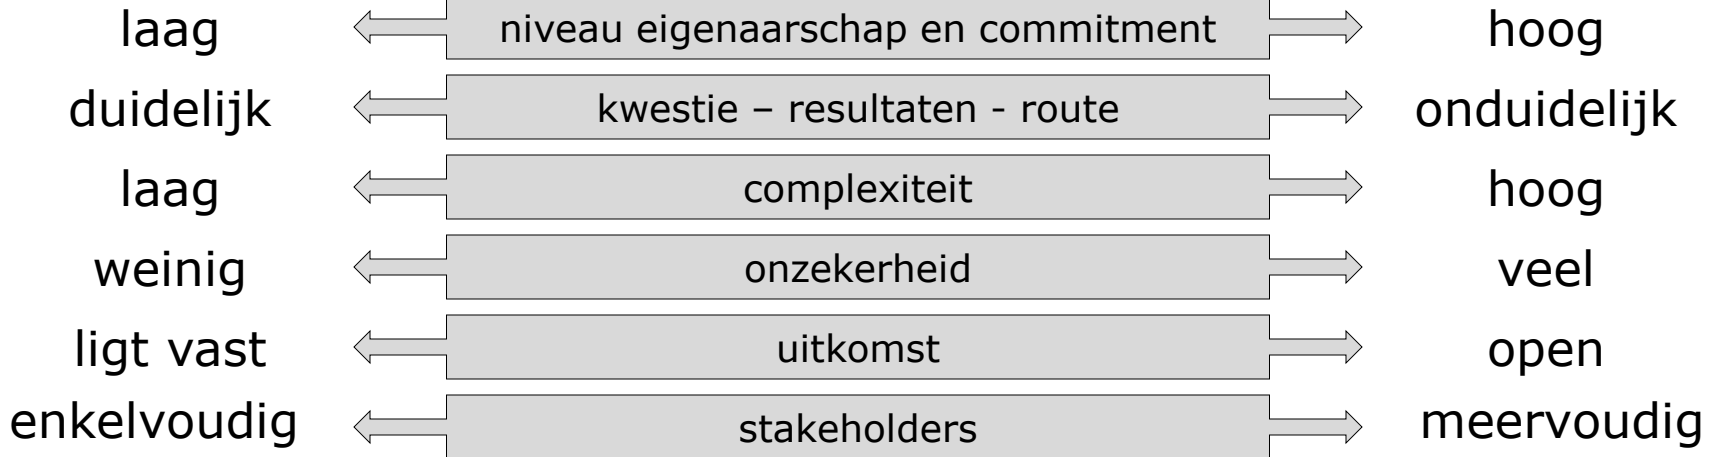 laag niveau eigenaarschap en commitment hoog
duidelijk kwestie – resultaten - route onduidelijk
laag complexiteit hoog
weinig onzekerheid veel
ligt vast uitkomst open
enkelvoudig stakeholders meervoudig